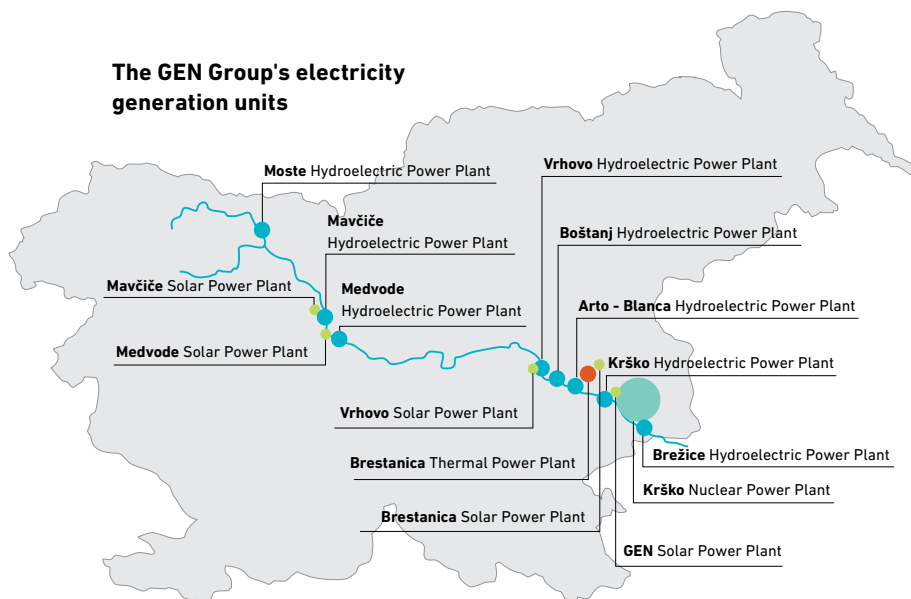 The GEN Group's electricity
generation units
Moste Hydroelectric Power Plant
Vrhovo Hydroelectric Power Plant
Mavčiče
Hydroelectric Power Plant
Boštanj Hydroelectric Power Plant
Mavčiče Solar Power Plant
Medvode
Hydroelectric Power Plant
Arto - Blanca Hydroelectric Power Plant
Medvode Solar Power Plant
Krško Hydroelectric Power Plant
Vrhovo Solar Power Plant
Brestanica Thermal Power Plant
Brežice Hydroelectric Power Plant
Krško Nuclear Power Plant
Brestanica Solar Power Plant
GEN Solar Power Plant